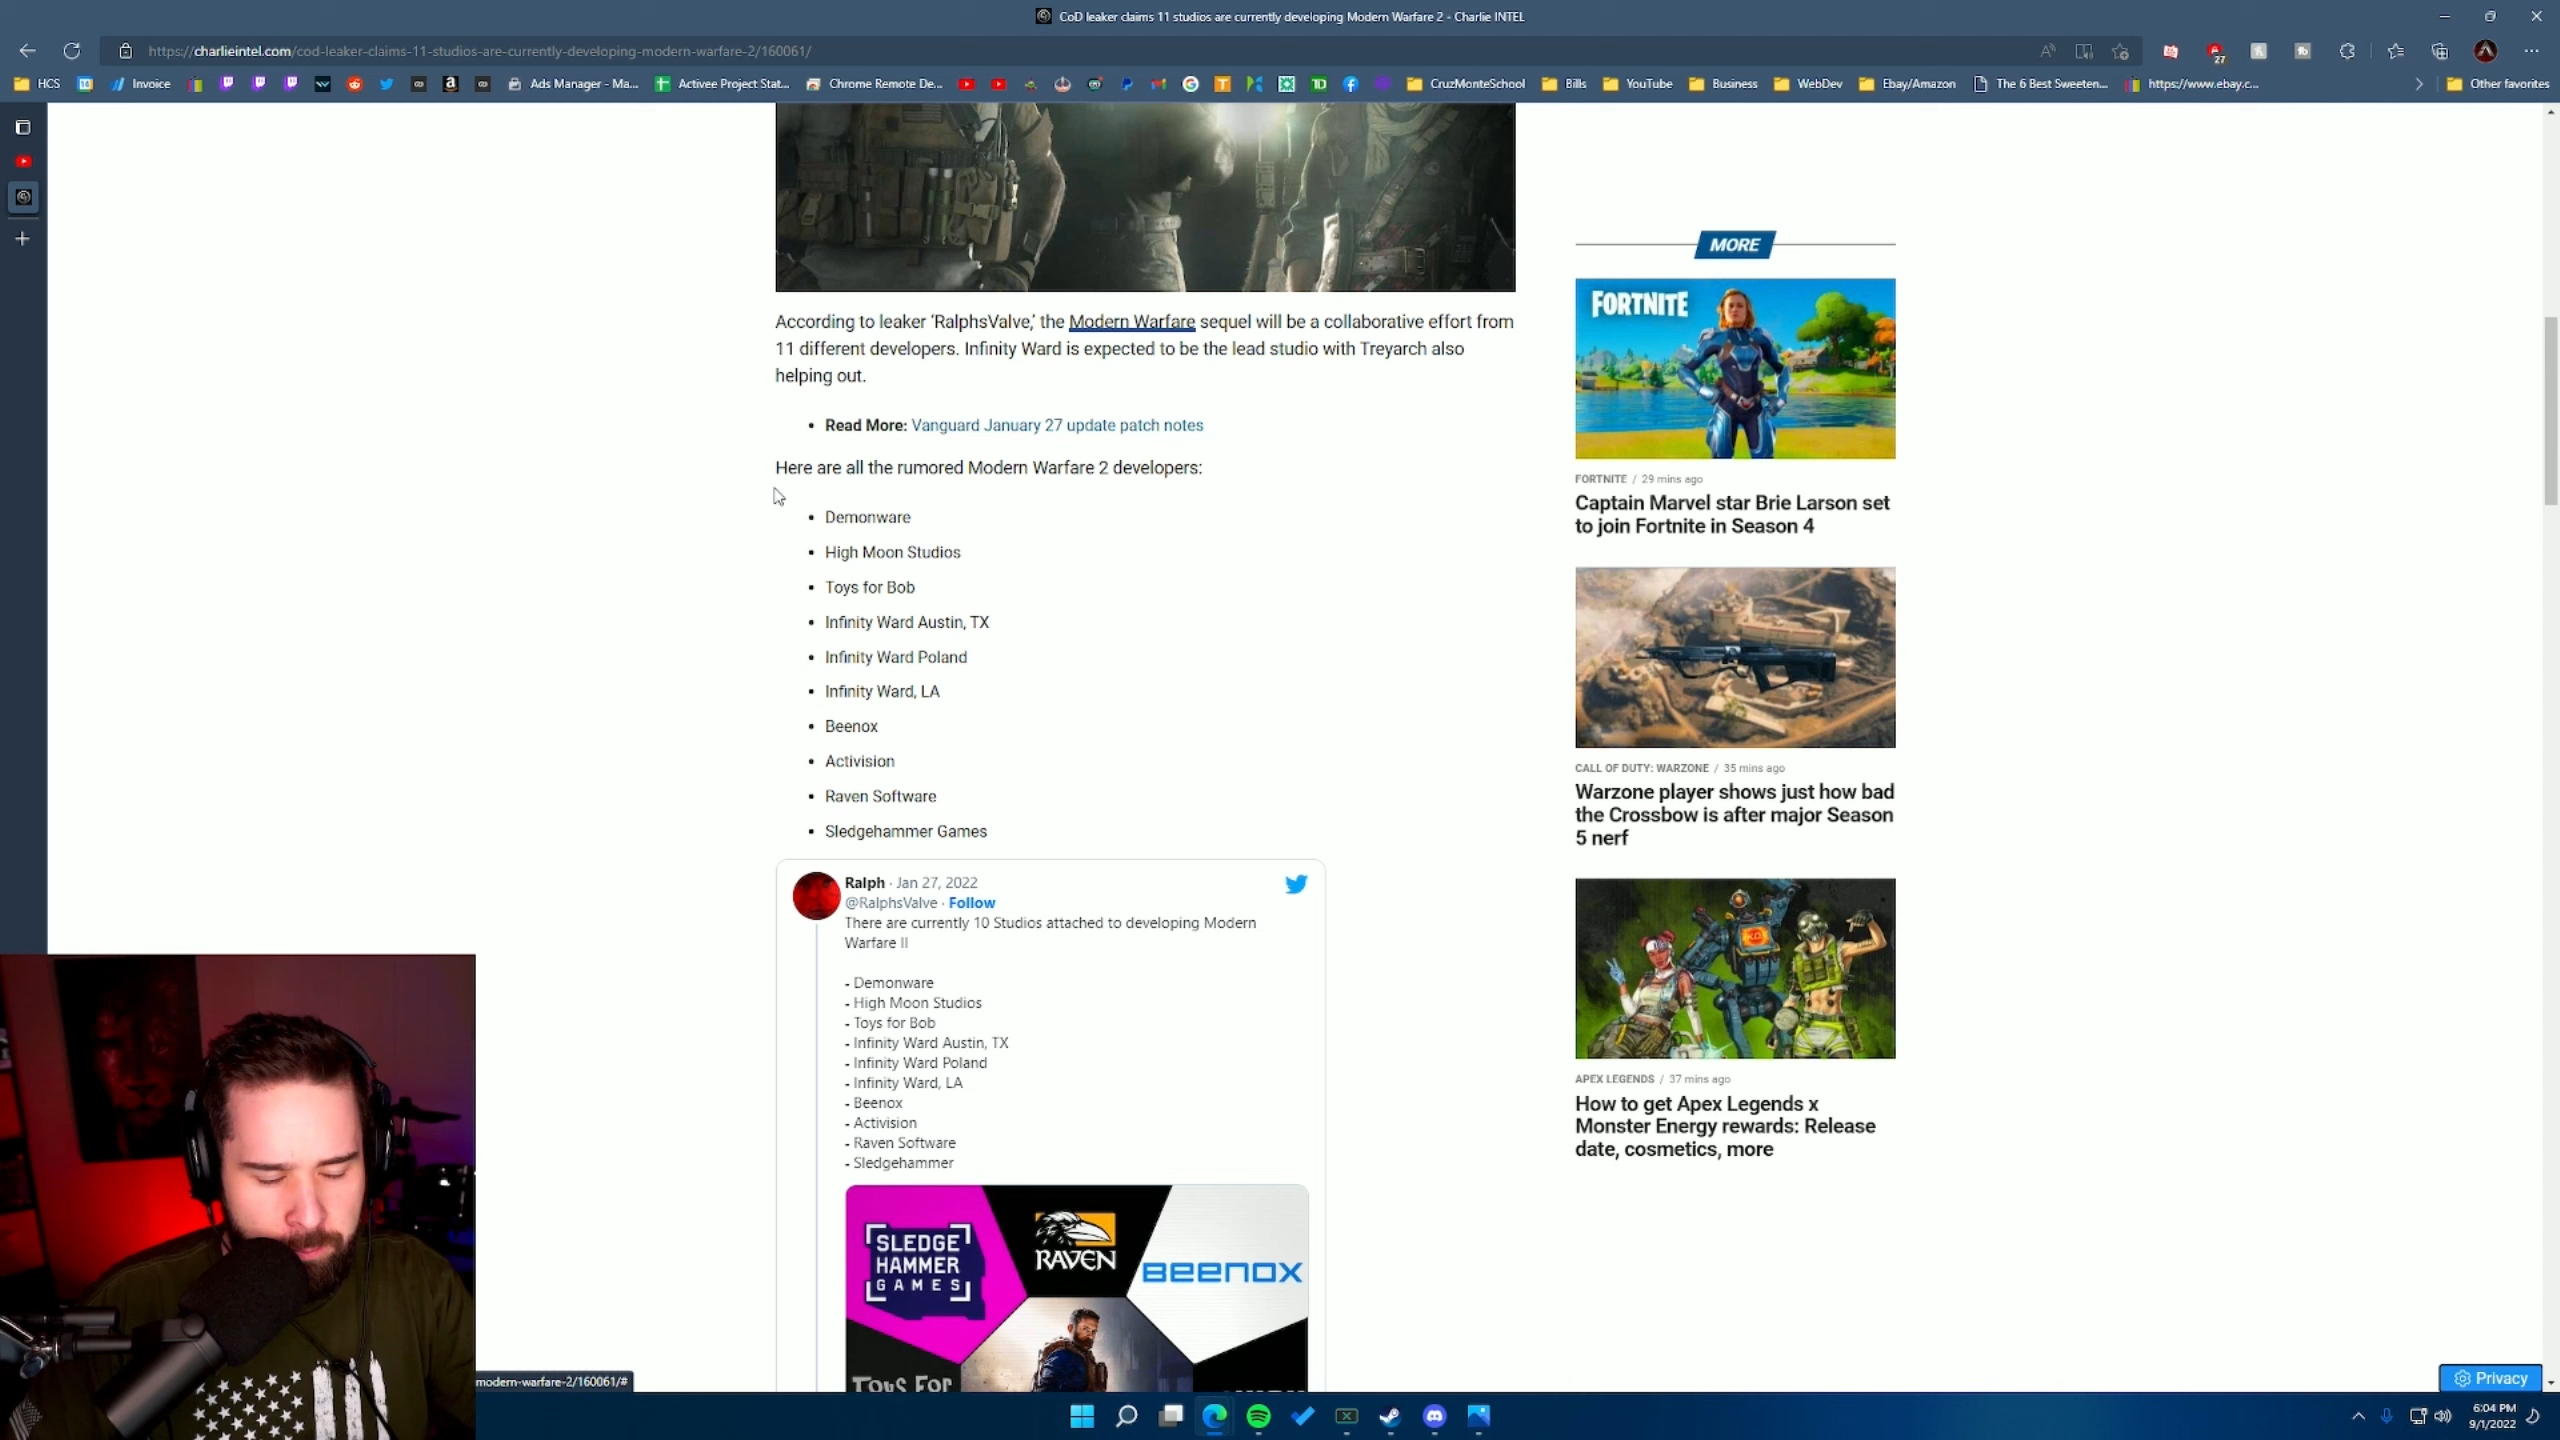 CoD leaker claims 11 studios are currently developing Modern Warfare 2 - Charlie INTEL
https://charlieintel.com/cod-leaker-claims-11-studios-are-currently-developing-modern-warfare-2/160061/
HCS
Invoice
Ads Manager - Ma...
Activee Project Stat...
Chrome Remote De...
CruzMonteSchool
Bills
YouTube
Business
WebDev
Ebay/Amazon
The 6 Best Sweeten...
https://www.ebay.c...
Other favorites
According to leaker ‘RalphsValve,’ the Modern Warfare sequel will be a collaborative effort from
11 different developers. Infinity Ward is expected to be the lead studio with Treyarch also
helping out.
• Read More: Vanguard January 27 update patch notes
Here are all the rumored Modern Warfare 2 developers:
• Demonware
• High Moon Studios
• Toys for Bob
• Infinity Ward Austin, TX
• Infinity Ward Poland
• Infinity Ward, LA
• Beenox
• Activision
• Raven Software
• Sledgehammer Games
Ralph · Jan 27, 2022
@RalphsValve · Follow
There are currently 10 Studios attached to developing Modern
Warfare II
- Demonware
- High Moon Studios
- Toys for Bob
- Infinity Ward Austin, TX
- Infinity Ward Poland
- Infinity Ward, LA
- Beenox
- Activision
- Raven Software
- Sledgehammer
SLEDGE
HAMMER
GAMES
RAVEN
BEENOX
TOYS FOR
MORE
FORTNITE
FORTNITE / 29 mins ago
Captain Marvel star Brie Larson set
to join Fortnite in Season 4
CALL OF DUTY: WARZONE / 35 mins ago
Warzone player shows just how bad
the Crossbow is after major Season
5 nerf
APEX LEGENDS / 37 mins ago
How to get Apex Legends x
Monster Energy rewards: Release
date, cosmetics, more
modern-warfare-2/160061/#
Privacy
6:04 PM
9/1/2022
27